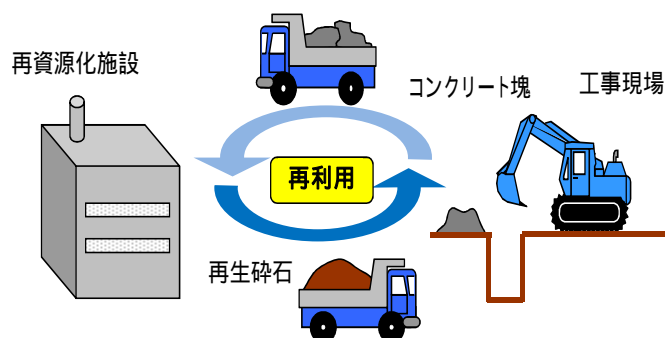 再資源化施設
コンクリート塊
工事現場
再利用
再生砕石